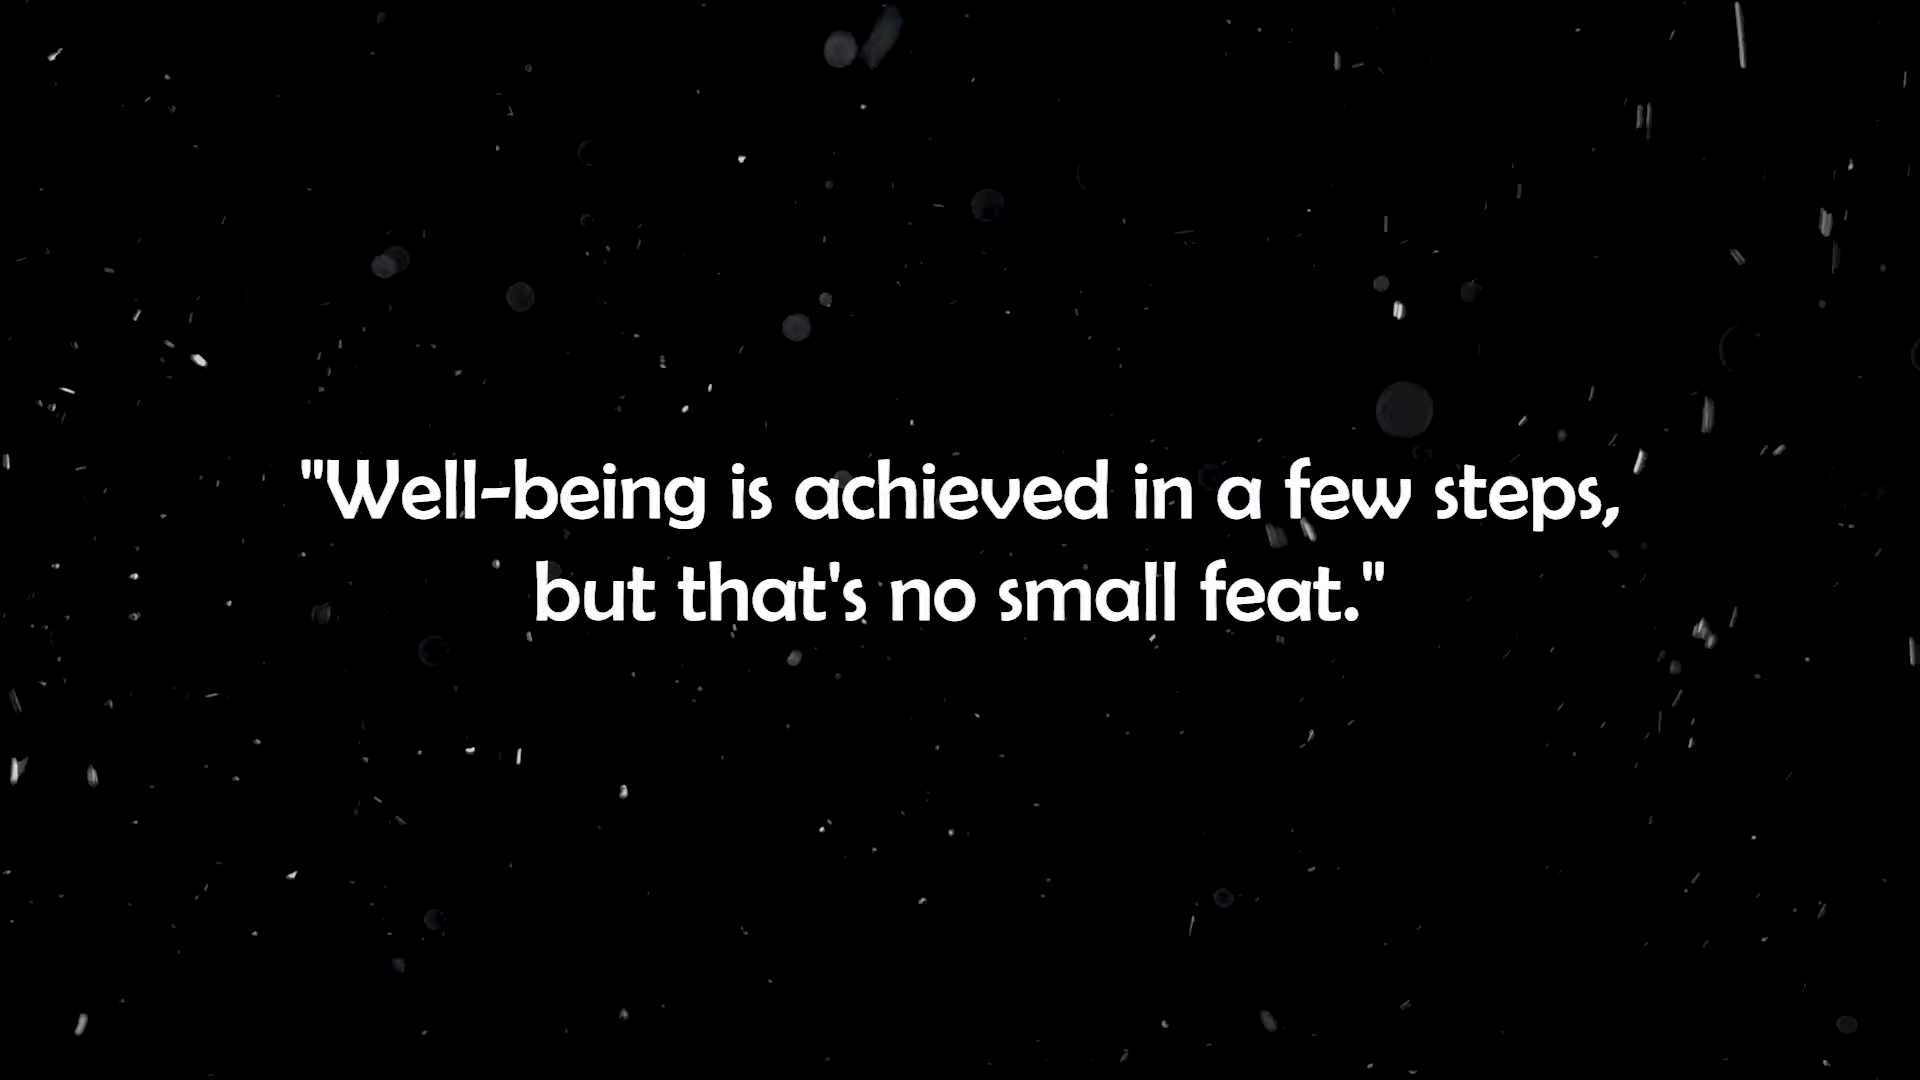 "Well-being is achieved in a few steps,
but that's no small feat."